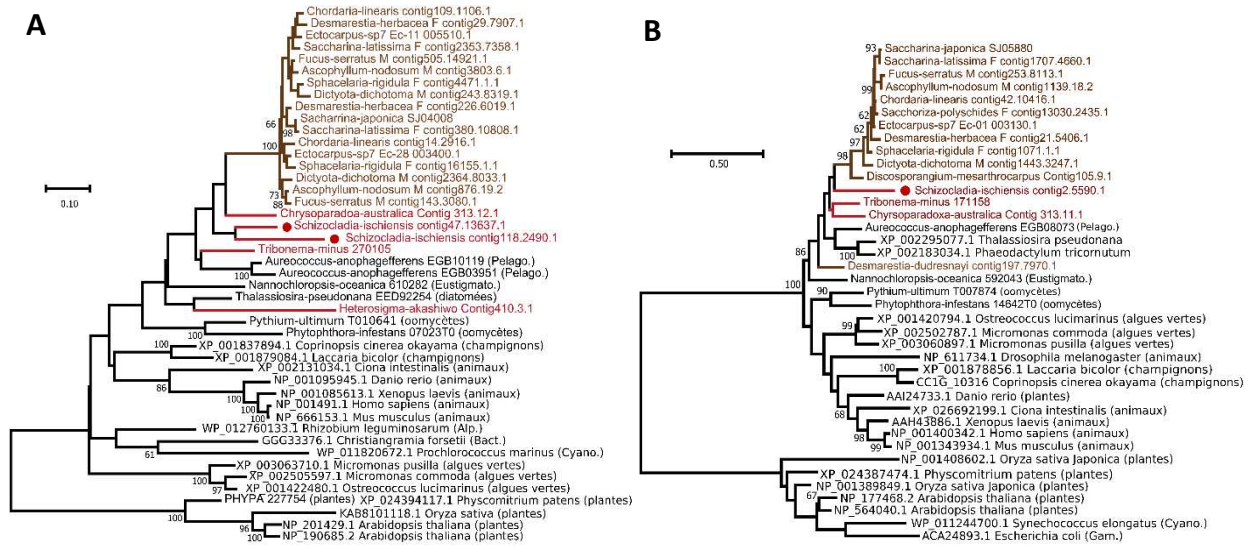 A
Chordaria-linearis contig109.1106.1
Desmarestia-herbacea F contig29.7907.1
Ectocarpus-sp7 Ec-11 005510.1
Saccharina-latissima F contig2353.7358.1
Fucus-serratus M contig505.14921.1
Ascophyllum-nodosum M contig3803.6.1
Sphacelaria-rigidula F contig4471.1.1
Dictyota-dichotoma M contig243.8319.1
Desmarestia-herbacea F contig226.6019.1
66
Sacharrina-japonica SJ04008
98
Saccharina-latissima F contig380.10808.1
100
Chordaria-linearis contig14.2916.1
Ectocarpus-sp7 Ec-28 003400.1
Sphacelaria-rigidula F contig16155.1.1
0.10
Dictyota-dichotoma M contig2364.8033.1
73
Ascophyllum-nodosum M contig876.19.2
88
Fucus-serratus M contig143.3080.1
Chrysoparadoa-australica Contig 313.12.1
Schizocladia-ischiensis contig47.13637.1
Schizocladia-ischiensis contig118.2490.1
Tribonema-minus 270105
Aureococcus-anophagefferens EGB10119 (Pelago.)
100
Aureococcus-anophagefferens EGB03951 (Pelago.)
Nannochloropsis-oceanica 610282 (Eustigmato.)
Thalassiosira-pseudonana EED92254 (diatomées)
Heterosigma-akashiwo Contig410.3.1
Pythium-ultimum T010641 (oomycètes)
100
Phytophthora-infestans 07023T0 (oomycètes)
100
XP_001837894.1 Coprinopsis cinerea okayama (champignons)
XP_001879084.1 Laccaria bicolor (champignons)
XP_002131034.1 Ciona intestinalis (animaux)
86
NP_001095945.1 Danio rerio (animaux)
100
NP_001085613.1 Xenopus laevis (animaux)
100
NP_001491.1 Homo sapiens (animaux)
100
NP_666153.1 Mus musculus (animaux)
WP_012760133.1 Rhizobium leguminosarum (Alp.)
GGG33376.1 Christiangramia forsetii (Bact.)
61
WP_011820672.1 Prochlorococcus marinus (Cyano.)
XP_003063710.1 Micromonas pusilla (algues vertes)
XP_002505597.1 Micromonas commoda (algues vertes)
97
XP_001422480.1 Ostreococcus lucimarinus (algues vertes)
PHYPA 227754 (plantes) XP_024394117.1 Physcomitrium patens (plantes)
100
KAB8101118.1 Oryza sativa (plantes)
96
NP_201429.1 Arabidopsis thaliana (plantes)
100
NP_190685.2 Arabidopsis thaliana (plantes)
B
93
Saccharina-japonica SJ05880
Saccharina-latissima F contig1707.4660.1
Fucus-serratus M contig253.8113.1
99
Ascophyllum-nodosum M contig1139.18.2
Chordaria-linearis contig42.10416.1
62
Saccorhiza-polyschides F contig13030.2435.1
62
Ectocarpus-sp7 Ec-01 003130.1
97
Desmarestia-herbacea F contig21.5406.1
0.50
Sphacelaria-rigidula F contig1071.1.1
98
Dictyota-dichotoma M contig1443.3247.1
Discosporangium-mesarthrocarpus Contig105.9.1
Schizocladia-ischiensis contig2.5590.1
Tribonema-minus 171158
Chyrsoparadoxa-australica Contig 313.11.1
Aureococcus-anophagefferens EGB08073 (Pelago.)
XP_002295077.1 Thalassiosira pseudonana
86
100
XP_002183034.1 Phaeodactylum tricornutum
Desmarestia-dudresnayi contig197.7970.1
100
Nannochloropsis-oceanica 592043 (Eustigmato.)
90
Pythium-ultimum T007874 (oomycètes)
Phytophthora-infestans 14642T0 (oomycètes)
XP_001420794.1 Ostreococcus lucimarinus (algues vertes)
99
XP_002502787.1 Micromonas commoda (algues vertes)
XP_003060897.1 Micromonas pusilla (algues vertes)
NP_611734.1 Drosophila melanogaster (animaux)
100
XP_001878856.1 Laccaria bicolor (champignons)
CC1G_10316 Coprinopsis cinerea okayama (champignons)
AAI24733.1 Danio rerio (plantes)
68
XP_026692199.1 Ciona intestinalis (animaux)
AAH43886.1 Xenopus laevis (animaux)
98
NP_001400342.1 Homo sapiens (animaux)
99
NP_001343934.1 Mus musculus (animaux)
NP_001408602.1 Oryza sativa Japonica (plantes)
XP_024387474.1 Physcomitrium patens (plantes)
NP_001389849.1 Oryza sativa Japonica (plantes)
67
NP_177468.2 Arabidopsis thaliana (plantes)
NP_564040.1 Arabidopsis thaliana (plantes)
WP_011244700.1 Synechococcus elongatus (Cyano.)
ACA24893.1 Escherichia coli (Gam.)